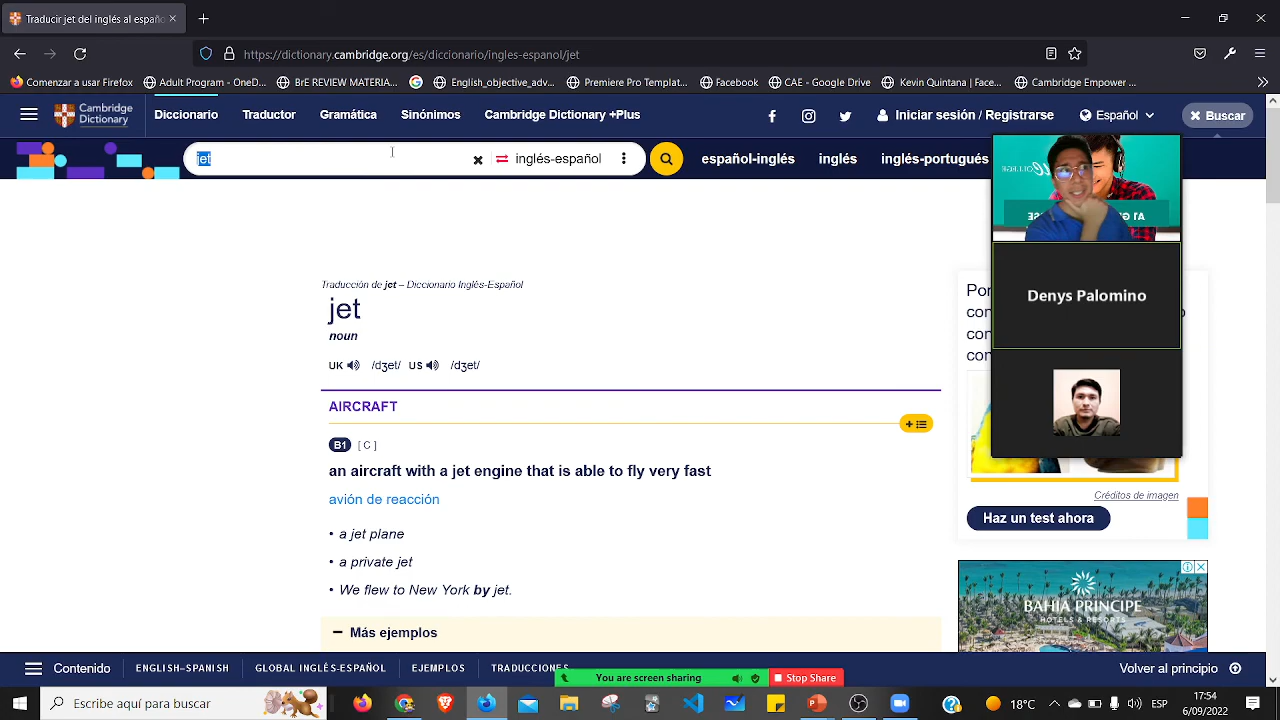 Traducir jet de inglés al españo
https://dictionary.cambridge.org/es/diccionario/ingles-espanol/jet
Comenzar a usar Firefox
Adult Program - OneD...
BrE REVIEW MATERIA...
English_objective_adv...
Premiere Pro Templat...
Facebook
CAE - Google Drive
Kevin Quintana | Face...
Cambridge Empower ...
Cambridge
Dictionary
Diccionario
Traductor
Gramática
Sinónimos
Cambridge Dictionary +Plus
Iniciar sesión / Registrarse
Español
Buscar
jet
inglés-español
español-inglés
inglés
inglés-portugués
Traducción de jet – Diccionario Inglés-Español
jet
noun
UK /dʒet/ US /dʒet/
AIRCRAFT
B1 [ C ]
an aircraft with a jet engine that is able to fly very fast
avión de reacción
• a jet plane
• a private jet
• We flew to New York by jet.
Más ejemplos
COLLEGE
Denys Palomino
Por
con
con
con
Créditos de imagen
Haz un test ahora
BAHIA PRINCIPE
HOTELS & RESORTS
Contenido
ENGLISH–SPANISH
GLOBAL INGLÉS-ESPAÑOL
EJEMPLOS
TRADUCCIONES
Volver al principio
You are screen sharing
Stop Share
Escribe aquí para buscar
18°C
ESP
17:54
6/09/2022